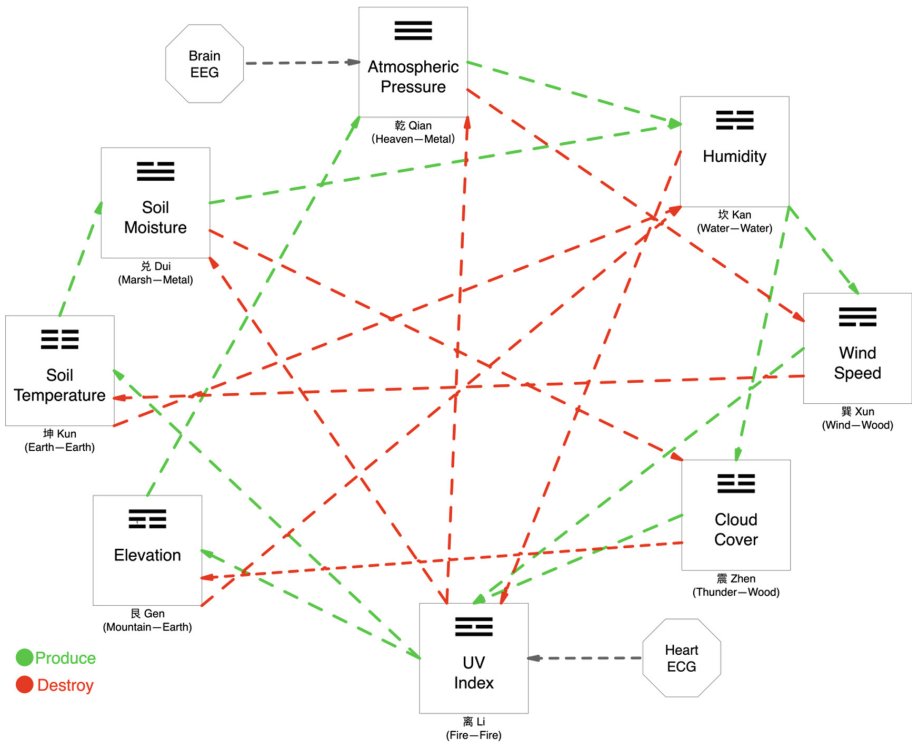 Brain
EEG
Atmospheric
Pressure
乾 Qian
(Heaven—Metal)
Humidity
坎 Kan
(Water—Water)
Soil
Moisture
兑 Dui
(Marsh—Metal)
Wind
Speed
巽 Xun
(Wind—Wood)
Soil
Temperature
坤 Kun
(Earth—Earth)
Cloud
Cover
震 Zhen
(Thunder—Wood)
Elevation
艮 Gen
(Mountain—Earth)
UV
Index
离 Li
(Fire—Fire)
Heart
ECG
Produce
Destroy